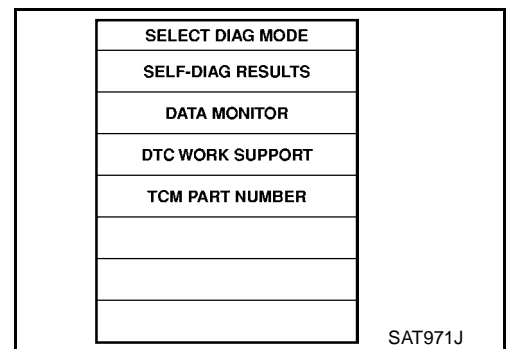 SELECT DIAG MODE
SELF-DIAG RESULTS
DATA MONITOR
DTC WORK SUPPORT
TCM PART NUMBER
SAT971J